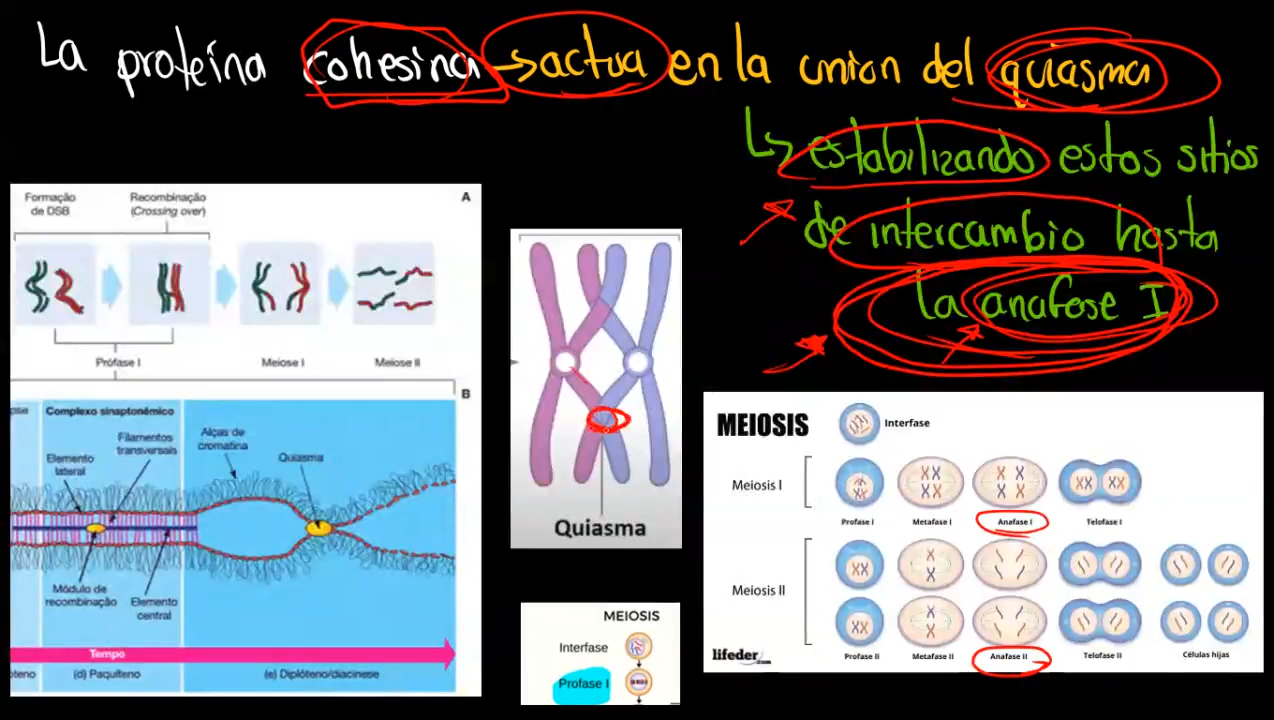 La proteína cohesina → actua en la union del quiasma
↳ estabilizando estos sitios
de intercambio hasta
la anafase I
Formação
de DSB
Recombinação
(Crossing over)
A
Prófase I
Meiose I
Meiose II
B
Complexo sinaptonêmico
Filamentos
transversais
Elemento
lateral
Alças de
cromatina
Quiasma
Módulo de
recombinação
Elemento
central
Tempo
(d) Paquíteno
(e) Diplóteno/diacinese
Quiasma
MEIOSIS
Interfase
Profase I
MEIOSIS
Interfase
Meiosis I
Profase I
Metafase I
Anafase I
Telofase I
Meiosis II
Profase II
Metafase II
Anafase II
Telofase II
Células hijas
lifeder.com